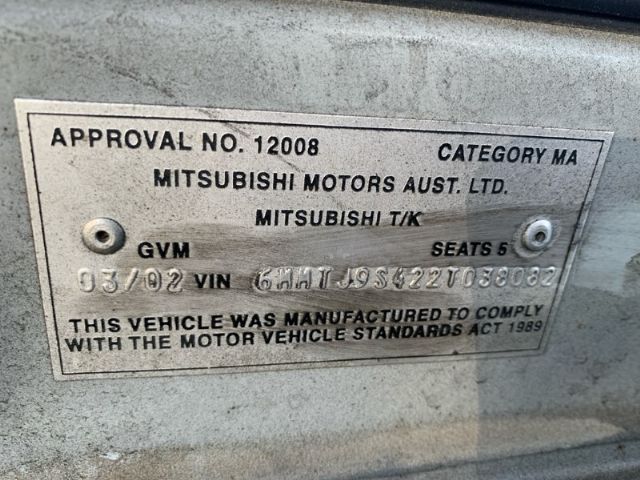 APPROVAL NO. 12008 CATEGORY MA
MITSUBISHI MOTORS AUST. LTD.
MITSUBISHI T/K
GVM SEATS 5
03/02 VIN 6MMTJ9S422T038082
THIS VEHICLE WAS MANUFACTURED TO COMPLY
WITH THE MOTOR VEHICLE STANDARDS ACT 1989